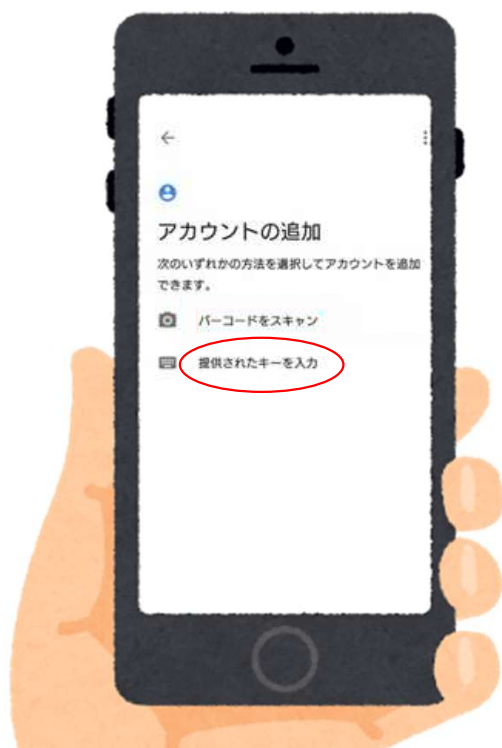 アカウントの追加
次のいずれかの方法を選択してアカウントを追加
できます。
バーコードをスキャン
提供されたキーを入力